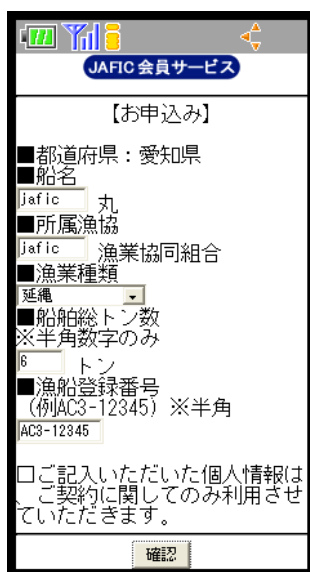 JAFIC 会員サービス
【お申込み】
■都道府県：愛知県
■船名
jafic 丸
■所属漁協
jafic 漁業協同組合
■漁業種類
延縄
■船舶総トン数
※半角数字のみ
6 トン
■漁船登録番号
（例AC3-12345）※半角
AC3-12345
□ご記入いただいた個人情報は
、ご契約に関してのみ利用させ
ていただきます。
確認